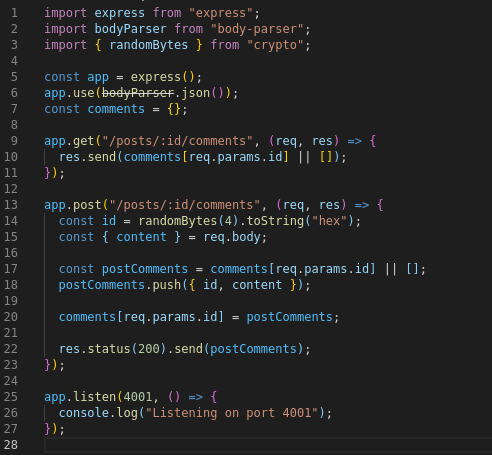 1 import express from "express";
2 import bodyParser from "body-parser";
3 import { randomBytes } from "crypto";
4
5 const app = express();
6 app.use(bodyParser.json());
7 const comments = {};
8
9 app.get("/posts/:id/comments", (req, res) => {
10   res.send(comments[req.params.id] || []);
11 });
12
13 app.post("/posts/:id/comments", (req, res) => {
14   const id = randomBytes(4).toString("hex");
15   const { content } = req.body;
16
17   const postComments = comments[req.params.id] || [];
18   postComments.push({ id, content });
19
20   comments[req.params.id] = postComments;
21
22   res.status(200).send(postComments);
23 });
24
25 app.listen(4001, () => {
26   console.log("Listening on port 4001");
27 });
28